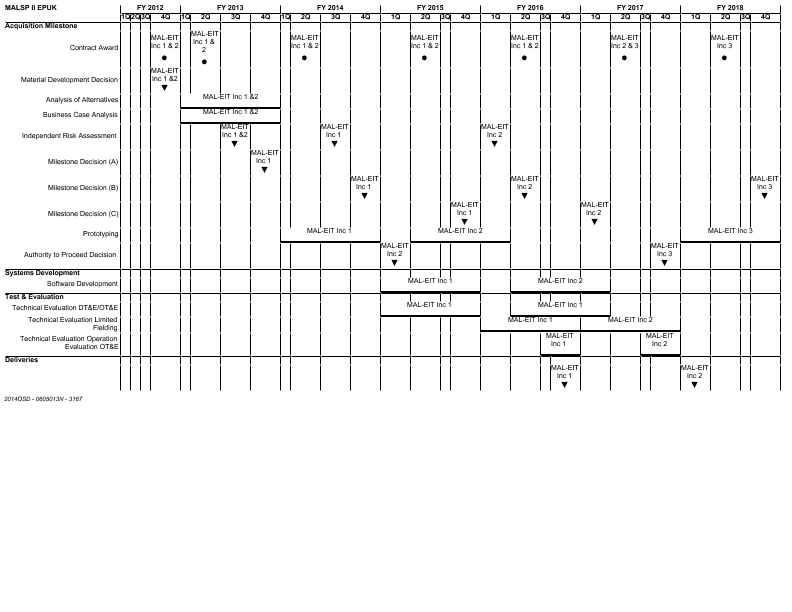 MALSP II EPUK FY 2012 FY 2013 FY 2014 FY 2015 FY 2016 FY 2017 FY 2018
1Q 2Q 3Q 4Q 1Q 2Q 3Q 4Q 1Q 2Q 3Q 4Q 1Q 2Q 3Q 4Q 1Q 2Q 3Q 4Q 1Q 2Q 3Q 4Q 1Q 2Q 3Q 4Q
Acquisition Milestone
Contract Award
MAL-EIT
Inc 1 & 2
MAL-EIT
Inc 1 &
2
MAL-EIT
Inc 1 & 2
MAL-EIT
Inc 1 & 2
MAL-EIT
Inc 1 & 2
MAL-EIT
Inc 2 & 3
MAL-EIT
Inc 3
Material Development Decision
MAL-EIT
Inc 1 &2
Analysis of Alternatives
MAL-EIT Inc 1 &2
Business Case Analysis
MAL-EIT Inc 1 &2
Independent Risk Assessment
MAL-EIT
Inc 1 &2
MAL-EIT
Inc 1
MAL-EIT
Inc 2
Milestone Decision (A)
MAL-EIT
Inc 1
Milestone Decision (B)
MAL-EIT
Inc 1
MAL-EIT
Inc 2
MAL-EIT
Inc 3
Milestone Decision (C)
MAL-EIT
Inc 1
MAL-EIT
Inc 2
Prototyping
MAL-EIT Inc 1
MAL-EIT Inc 2
MAL-EIT Inc 3
Authority to Proceed Decision
MAL-EIT
Inc 2
MAL-EIT
Inc 3
Systems Development
Software Development
MAL-EIT Inc 1
MAL-EIT Inc 2
Test & Evaluation
Technical Evaluation DT&E/OT&E
MAL-EIT Inc 1
MAL-EIT Inc 1
Technical Evaluation Limited
Fielding
MAL-EIT Inc 1
MAL-EIT Inc 2
Technical Evaluation Operation
Evaluation OT&E
MAL-EIT
Inc 1
MAL-EIT
Inc 2
Deliveries
MAL-EIT
Inc 1
MAL-EIT
Inc 2
2014OSD - 0605013N - 3167